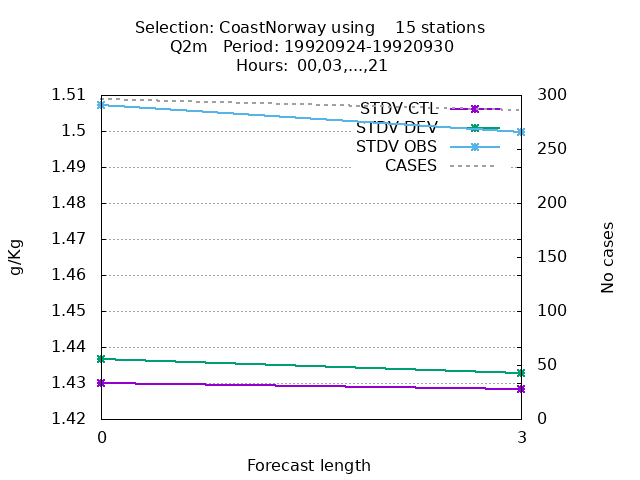 Selection: CoastNorway using    15 stations
Q2m   Period: 19920924-19920930
Hours: 00,03,...,21
1.51
1.5
1.49
1.48
1.47
1.46
1.45
1.44
1.43
1.42
g/Kg
STDV CTL
STDV DEV
STDV OBS
CASES
300
250
200
150
100
50
0
No cases
0 3
Forecast length